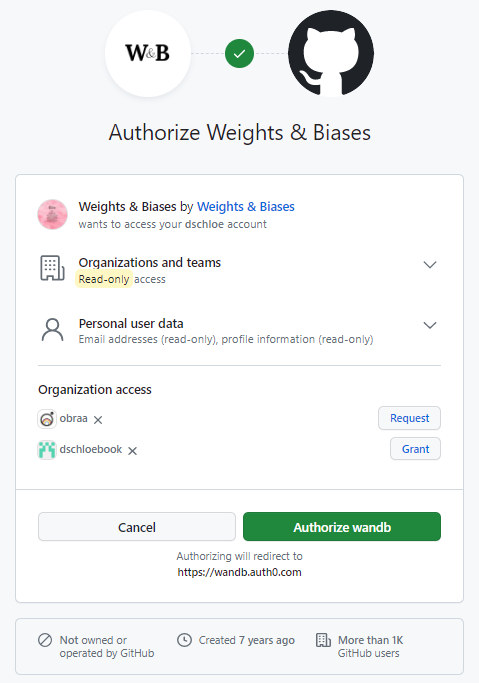 W&B
Authorize Weights & Biases
Weights & Biases by Weights & Biases
wants to access your dschloe account
Organizations and teams
Read-only access
Personal user data
Email addresses (read-only), profile information (read-only)
Organization access
obraa
Request
dschloebook
Grant
Cancel
Authorize wandb
Authorizing will redirect to
https://wandb.auth0.com
Not owned or
operated by GitHub
Created 7 years ago
More than 1K
GitHub users